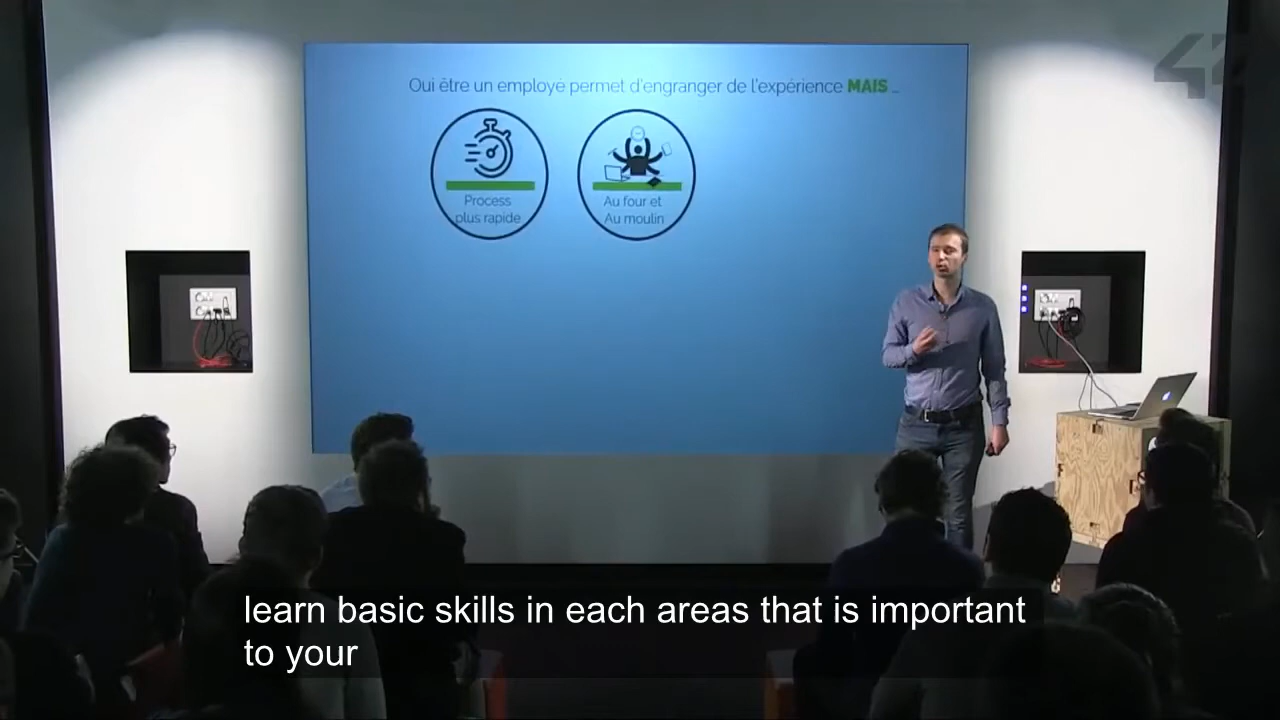 42
Oui être un employé permet d'engranger de l'expérience MAIS ...
Process
plus rapide
Au four et
Au moulin
learn basic skills in each areas that is important
to your